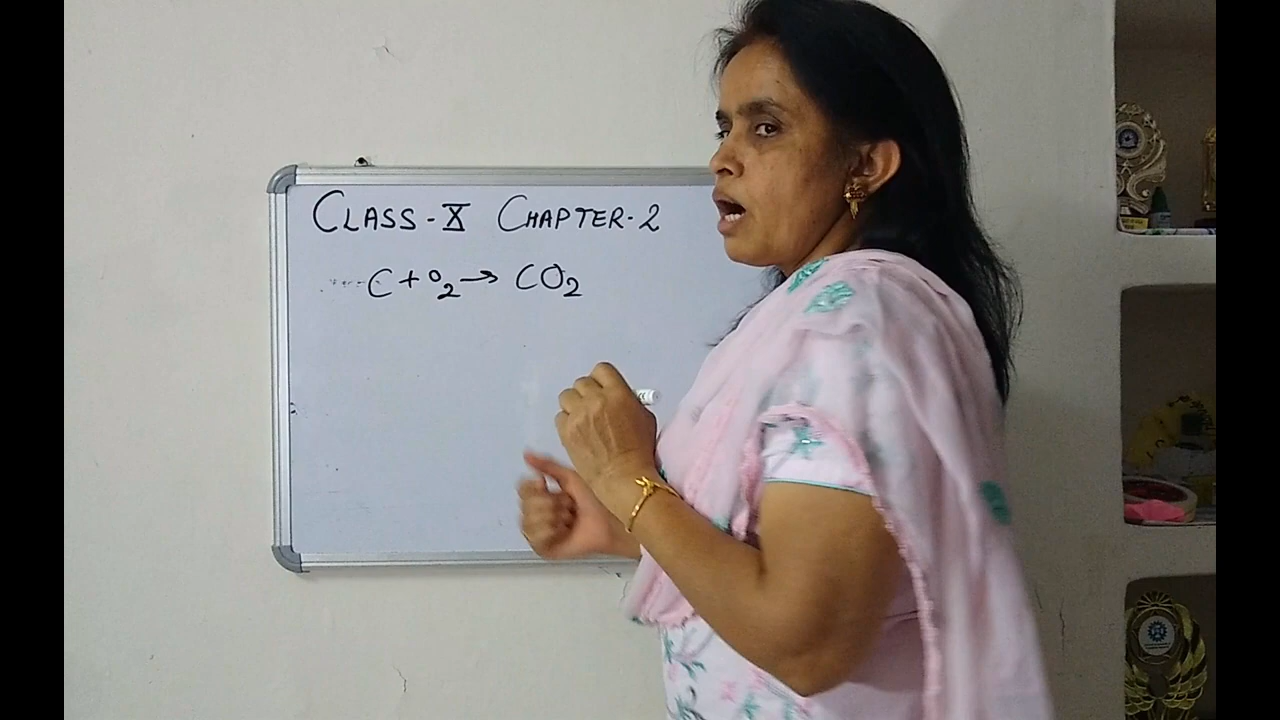 CLASS-X CHAPTER-2
C + O₂ → CO₂